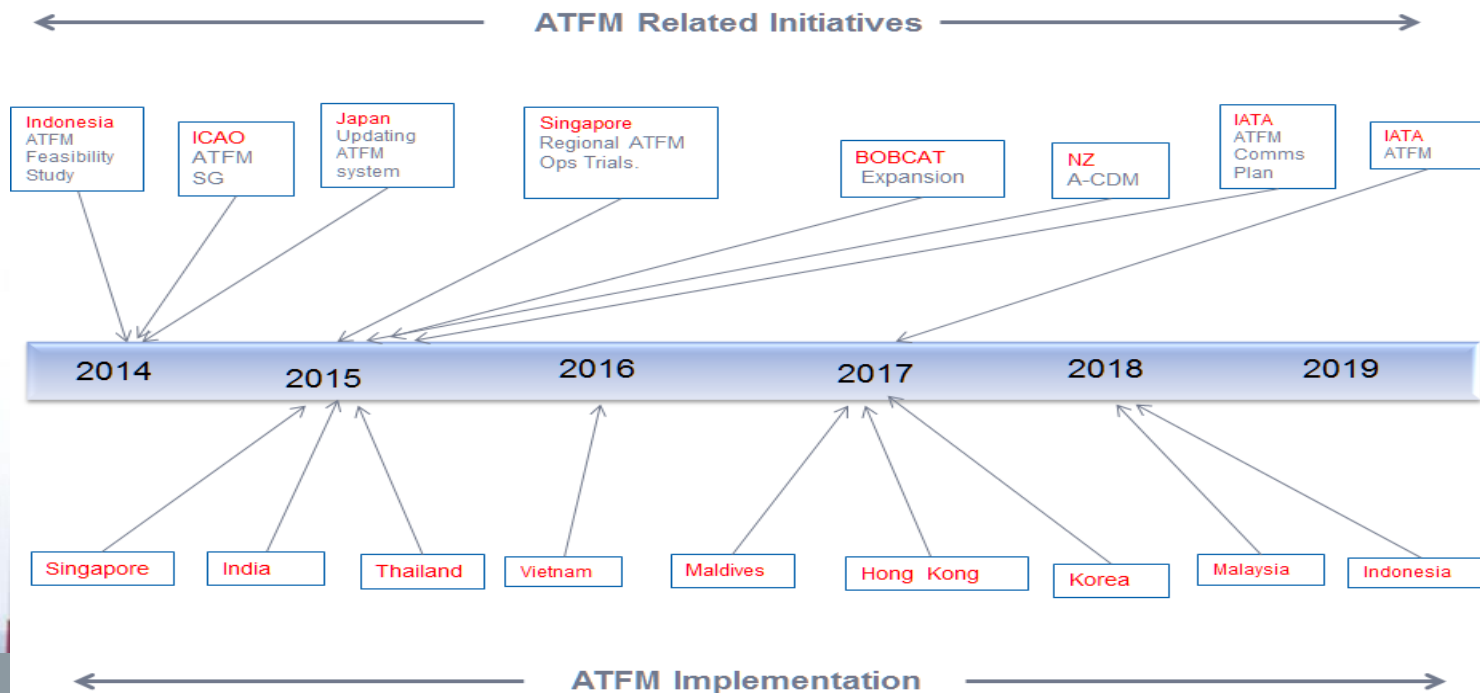 ATFM Related Initiatives
Indonesia
ATFM
Feasibility
Study
ICAO
ATFM
SG
Japan
Updating
ATFM
system
Singapore
Regional ATFM
Ops Trials.
BOBCAT
Expansion
NZ
A-CDM
IATA
ATFM
Comms
Plan
IATA
ATFM
2014
2015
2016
2017
2018
2019
Singapore
India
Thailand
Vietnam
Maldives
Hong Kong
Korea
Malaysia
Indonesia
ATFM Implementation